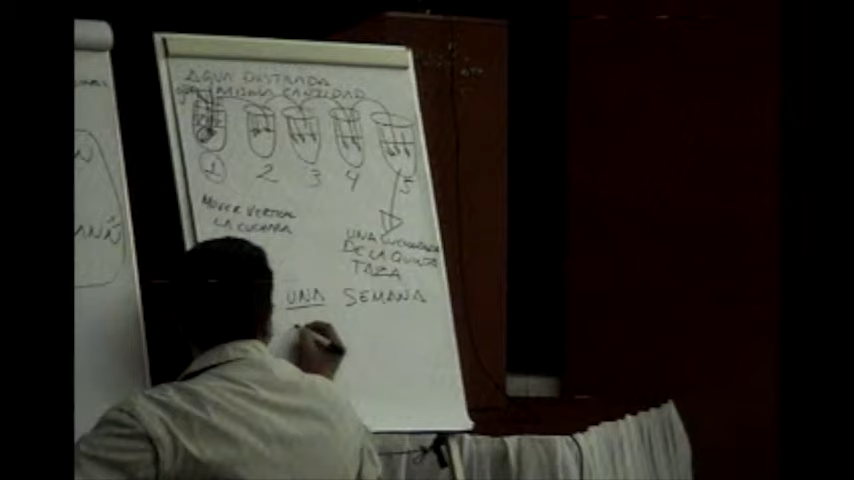 AGUA DUSTRADA
MISMA CANTIDAD
1 2 3 4 5
MOVER VERTICAL
LA CUCHARA
UNA CUCHARADA
DE LA QUINTA
TAZA
UNA SEMANA